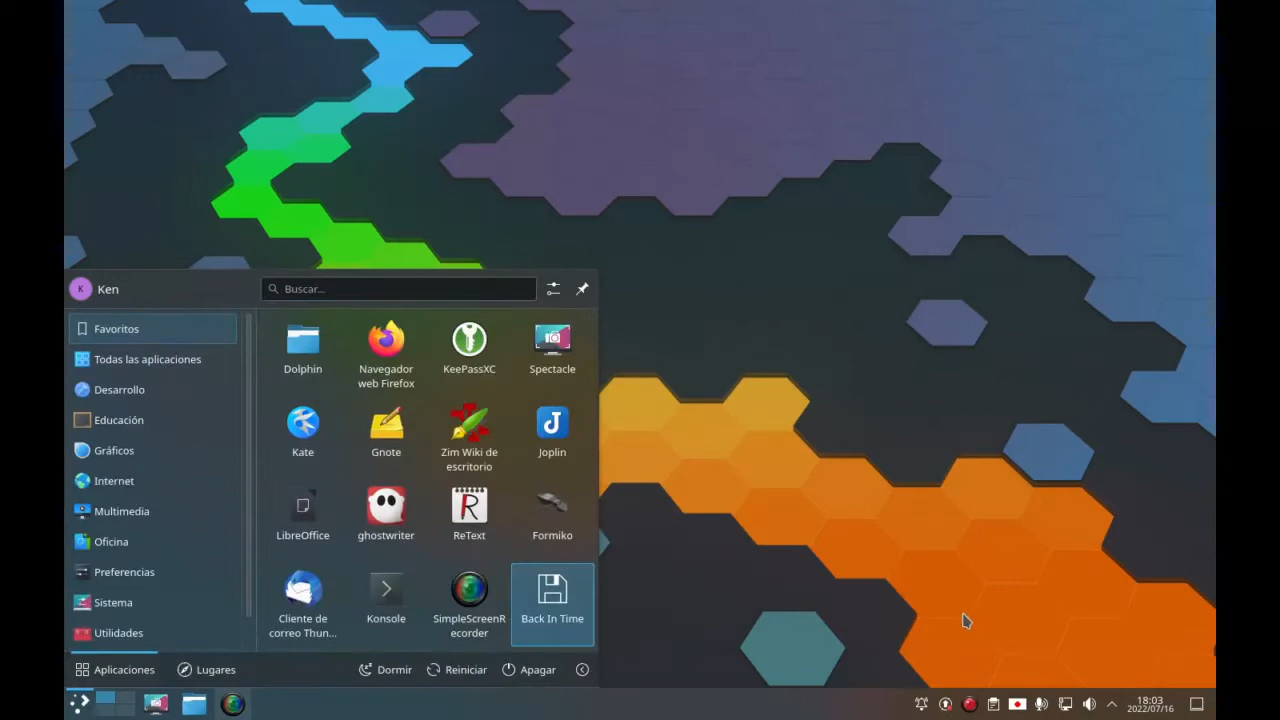 K
Ken
Buscar...
Favoritos
Todas las aplicaciones
Desarrollo
Educación
Gráficos
Internet
Multimedia
Oficina
Preferencias
Sistema
Utilidades
Dolphin
Navegador
web Firefox
KeePassXC
Spectacle
Kate
Gnote
Zim Wiki de
escritorio
J
Joplin
LibreOffice
ghostwriter
R
ReText
Formiko
Cliente de
correo Thun...
Konsole
SimpleScreenR
ecorder
Back In Time
Aplicaciones
Lugares
Dormir
Reiniciar
Apagar
18:03
2022/07/16